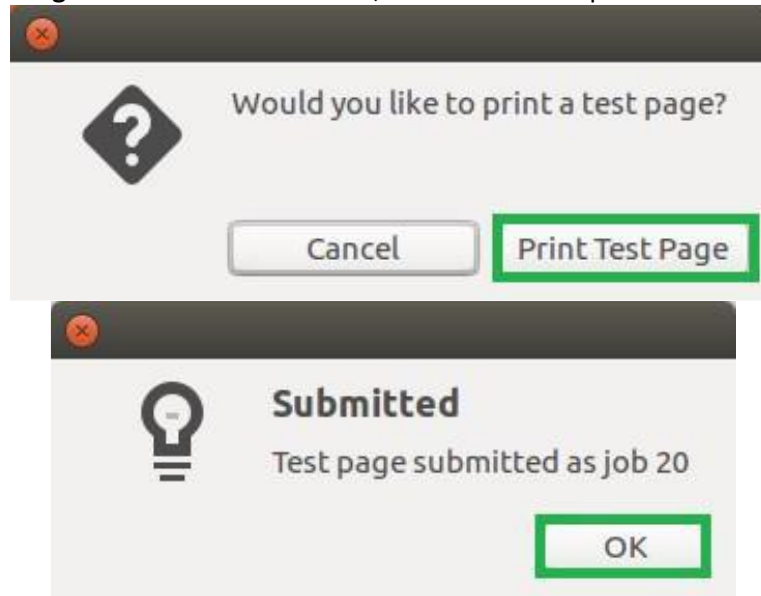 Would you like to print a test page?
Cancel Print Test Page
Submitted
Test page submitted as job 20
OK